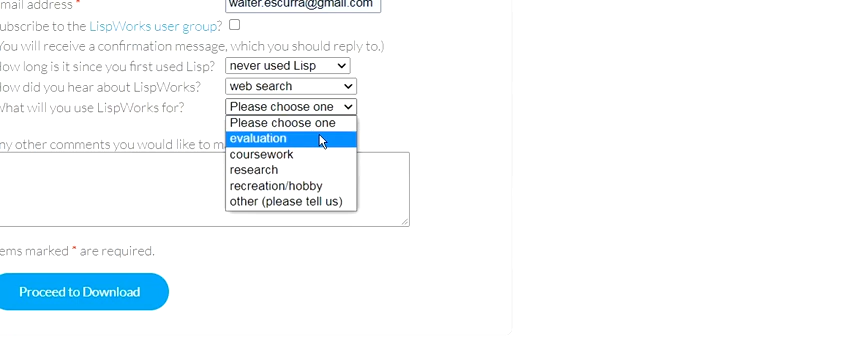 mail address *
walter.escurra@gmail.com
ubscribe to the LispWorks user group?
You will receive a confirmation message, which you should reply to.)
ow long is it since you first used Lisp?
never used Lisp
ow did you hear about LispWorks?
web search
What will you use LispWorks for?
Please choose one
Please choose one
evaluation
coursework
research
recreation/hobby
other (please tell us)
ny other comments you would like to m
ems marked * are required.
Proceed to Download